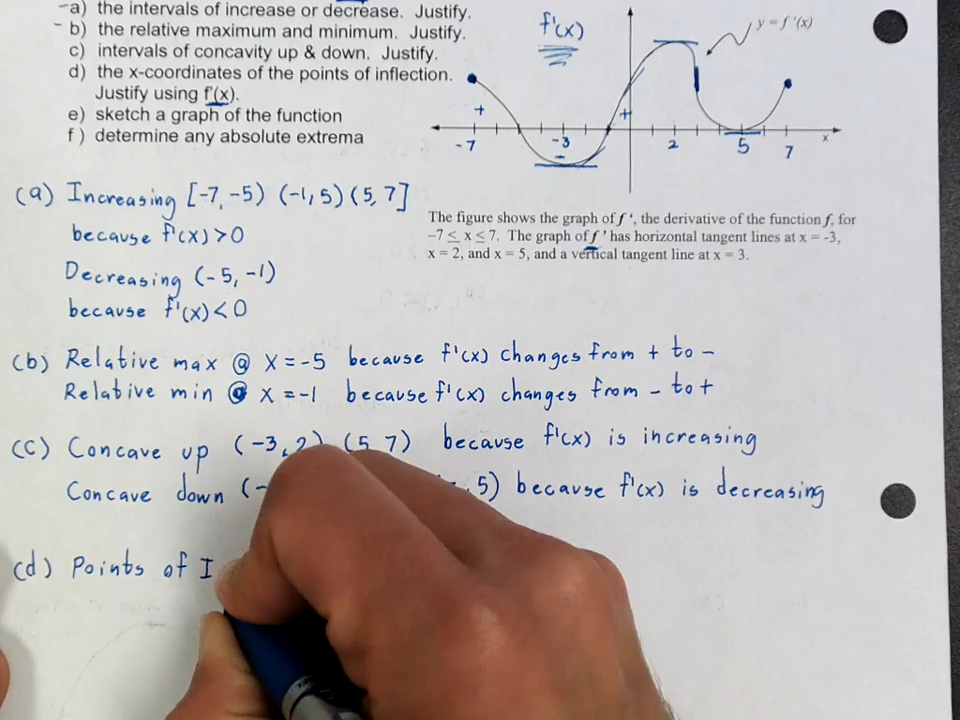 -a) the intervals of increase or decrease. Justify.
- b) the relative maximum and minimum. Justify.
c) intervals of concavity up & down. Justify.
d) the x-coordinates of the points of inflection.
Justify using f'(x).
e) sketch a graph of the function
f ) determine any absolute extrema
f'(x)
y = f '(x)
+
+
-
-7
-3
2
5
7
x
The figure shows the graph of f ', the derivative of the function f, for
-7 ≤ x ≤ 7. The graph of f ' has horizontal tangent lines at x = -3,
x = 2, and x = 5, and a vertical tangent line at x = 3.
(a) Increasing [-7,-5) (-1,5) (5,7]
because f'(x) > 0
Decreasing (-5,-1)
because f'(x) < 0
(b) Relative max @ x = -5 because f'(x) changes from + to -
Relative min @ x = -1 because f'(x) changes from - to +
(c) Concave up (-3,2) (5,7) because f'(x) is increasing
Concave down (- , 5) because f'(x) is decreasing
(d) Points of I